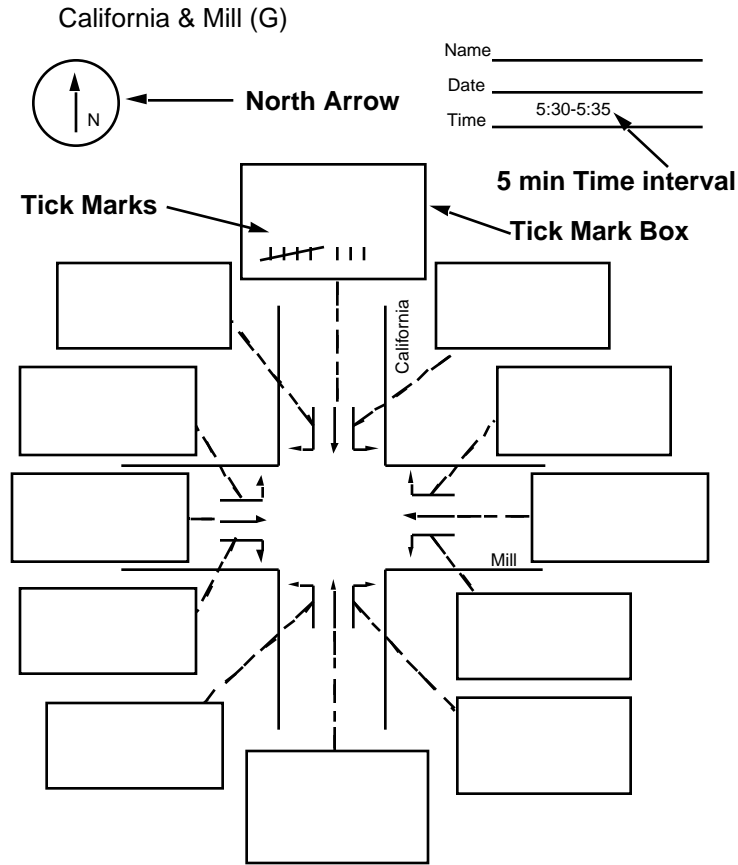 California & Mill (G)
Name
Date
Time 5:30-5:35
N
North Arrow
5 min Time interval
Tick Marks
Tick Mark Box
California
Mill